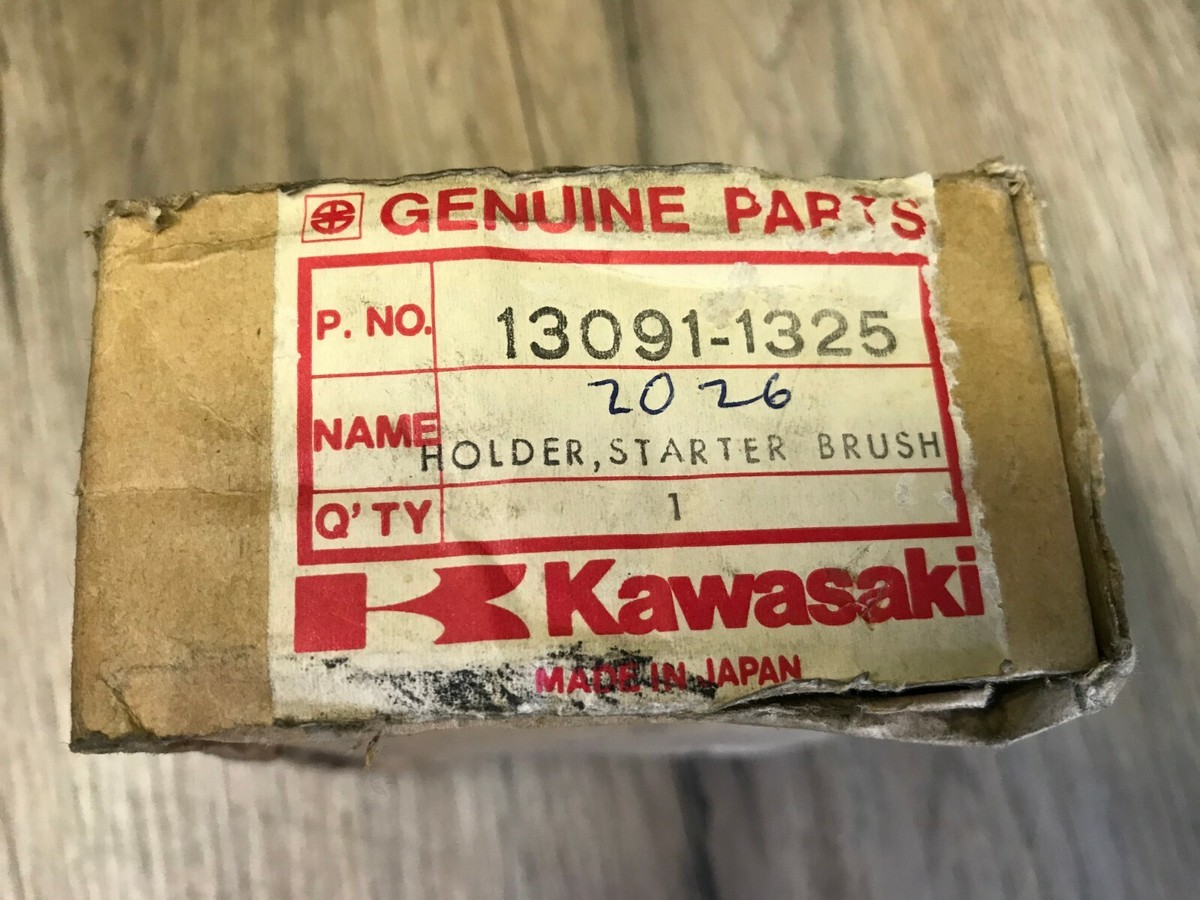 GENUINE PARTS
P. NO. 13091-1325
2026
NAME HOLDER, STARTER BRUSH
Q'TY 1
Kawasaki
MADE IN JAPAN